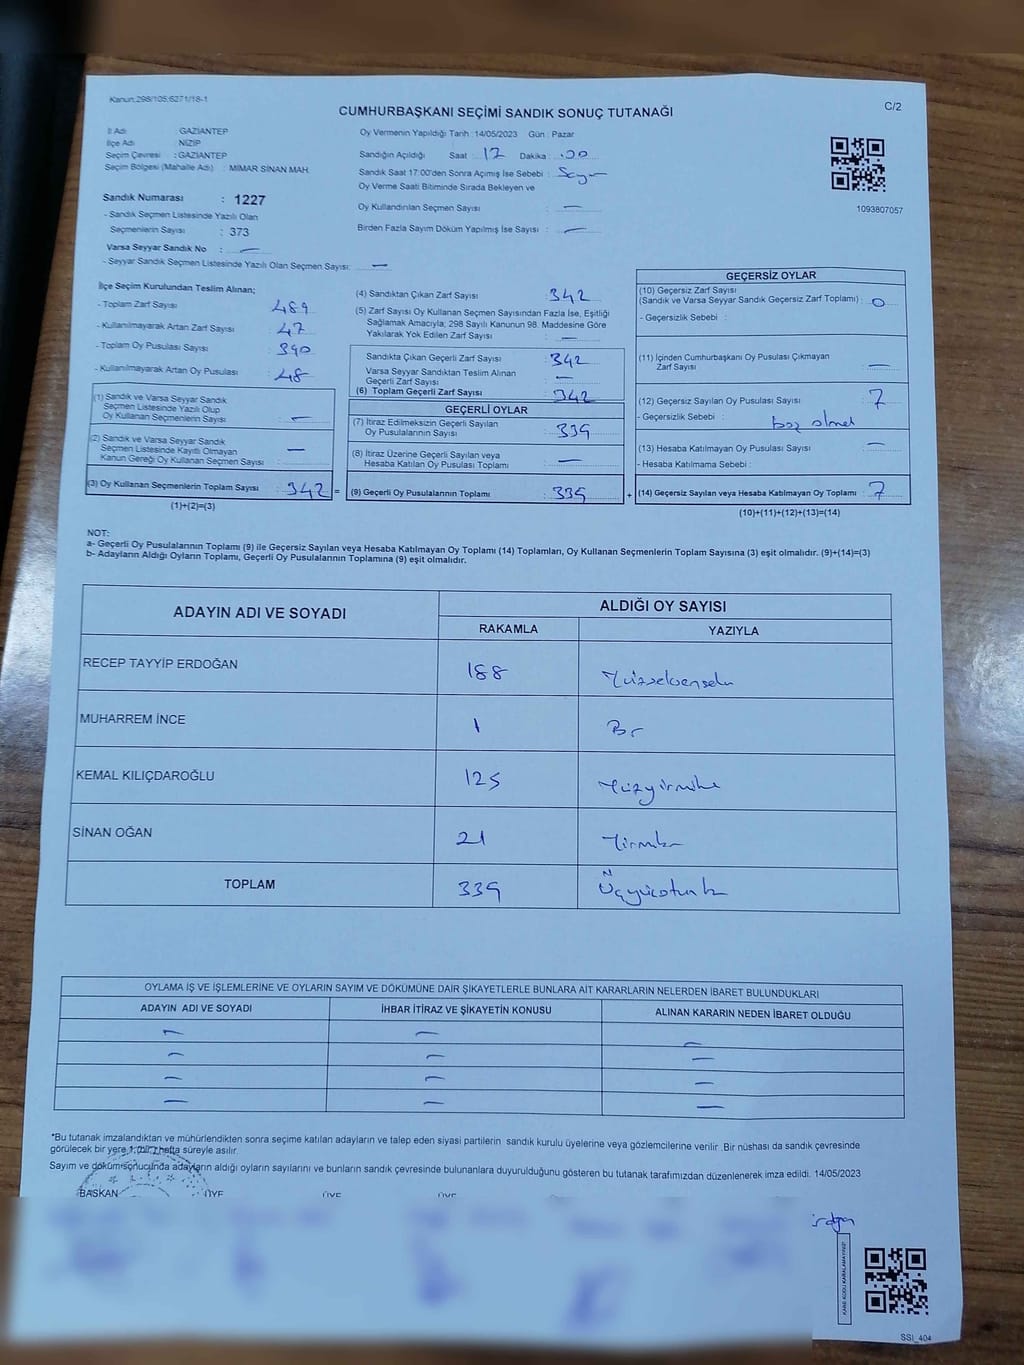 Kanun:298/105;6271/18-1
C/2
CUMHURBAŞKANI SEÇİMİ SANDIK SONUÇ TUTANAĞI
İl Adı : GAZİANTEP
İlçe Adı : NİZİP
Seçim Çevresi : GAZİANTEP
Seçim Bölgesi (Mahalle Adı) : MİMAR SİNAN MAH.
Sandık Numarası : 1227
- Sandık Seçmen Listesinde Yazılı Olan
Seçmenlerin Sayısı : 373
Varsa Seyyar Sandık No : —
- Seyyar Sandık Seçmen Listesinde Yazılı Olan Seçmen Sayısı: —
Oy Vermenin Yapıldığı Tarih : 14/05/2023 Gün : Pazar
Sandığın Açıldığı Saat : 17 Dakika : 00
Sandık Saat 17:00'den Sonra Açımış İse Sebebi :
Oy Verme Saati Bitiminde Sırada Bekleyen ve
Oy Kullandırılan Seçmen Sayısı : —
Birden Fazla Sayım Döküm Yapılmış İse Sayısı : —
1093807057
İlçe Seçim Kurulundan Teslim Alınan;
- Toplam Zarf Sayısı : 489
- Kullanılmayarak Artan Zarf Sayısı : 47
- Toplam Oy Pusulası Sayısı : 390
- Kullanılmayarak Artan Oy Pusulası : 48
(1) Sandık ve Varsa Seyyar Sandık
Seçmen Listesinde Yazılı Olup
Oy Kullanan Seçmenlerin Sayısı : —
(2) Sandık ve Varsa Seyyar Sandık
Seçmen Listesinde Kayıtlı Olmayan
Kanun Gereği Oy Kullanan Seçmen Sayısı : —
(3) Oy Kullanan Seçmenlerin Toplam Sayısı : 342 =
(1)+(2)=(3)
(4) Sandıktan Çıkan Zarf Sayısı : 342
(5) Zarf Sayısı Oy Kullanan Seçmen Sayısından Fazla İse, Eşitliği
Sağlamak Amacıyla; 298 Sayılı Kanunun 98. Maddesine Göre
Yakılarak Yok Edilen Zarf Sayısı : —
Sandıkta Çıkan Geçerli Zarf Sayısı : 342
Varsa Seyyar Sandıktan Teslim Alınan
Geçerli Zarf Sayısı : —
(6) Toplam Geçerli Zarf Sayısı : 342
GEÇERLİ OYLAR
(7) İtiraz Edilmeksizin Geçerli Sayılan
Oy Pusulalarının Sayısı : 335
(8) İtiraz Üzerine Geçerli Sayılan veya
Hesaba Katılan Oy Pusulası Toplamı : —
(9) Geçerli Oy Pusulalarının Toplamı : 335 +
GEÇERSİZ OYLAR
(10) Geçersiz Zarf Sayısı
(Sandık ve Varsa Seyyar Sandık Geçersiz Zarf Toplamı) : 0
- Geçersizlik Sebebi :
(11) İçinden Cumhurbaşkanı Oy Pusulası Çıkmayan
Zarf Sayısı : —
(12) Geçersiz Sayılan Oy Pusulası Sayısı : 7
- Geçersizlik Sebebi :
(13) Hesaba Katılmayan Oy Pusulası Sayısı : —
- Hesaba Katılmama Sebebi :
(14) Geçersiz Sayılan veya Hesaba Katılmayan Oy Toplamı : 7
(10)+(11)+(12)+(13)=(14)
NOT:
a- Geçerli Oy Pusulalarının Toplamı (9) ile Geçersiz Sayılan veya Hesaba Katılmayan Oy Toplamı (14) Toplamları, Oy Kullanan Seçmenlerin Toplam Sayısına (3) eşit olmalıdır. (9)+(14)=(3)
b- Adayların Aldığı Oyların Toplamı, Geçerli Oy Pusulalarının Toplamına (9) eşit olmalıdır.
ADAYIN ADI VE SOYADI
ALDIĞI OY SAYISI
RAKAMLA YAZIYLA
RECEP TAYYİP ERDOĞAN 188 Yüzseksensekiz
MUHARREM İNCE 1 Bir
KEMAL KILIÇDAROĞLU 125 Yüzyirmibeş
SİNAN OĞAN 21 Yirmibir
TOPLAM 335
OYLAMA İŞ VE İŞLEMLERİNE VE OYLARIN SAYIM VE DÖKÜMÜNE DAİR ŞİKAYETLERLE BUNLARA AİT KARARLARIN NELERDEN İBARET BULUNDUKLARI
ADAYIN ADI VE SOYADI İHBAR İTİRAZ VE ŞİKAYETİN KONUSU ALINAN KARARIN NEDEN İBARET OLDUĞU
— — —
— — —
— — —
— — —
*Bu tutanak imzalandıktan ve mühürlendikten sonra seçime katılan adayların ve talep eden siyasi partilerin sandık kurulu üyelerine veya gözlemcilerine verilir. Bir nüshası da sandık çevresinde
görülecek bir yere 1 (bir) hafta süreyle asılır.
Sayım ve döküm sonucunda adayların aldığı oyların sayılarını ve bunların sandık çevresinde bulunanlara duyurulduğunu gösteren bu tutanak tarafımızdan düzenlenerek imza edildi. 14/05/2023
BAŞKAN ÜYE ÜYE ÜYE
KARE KODU KARALAMAYINIZ!
SSI_404